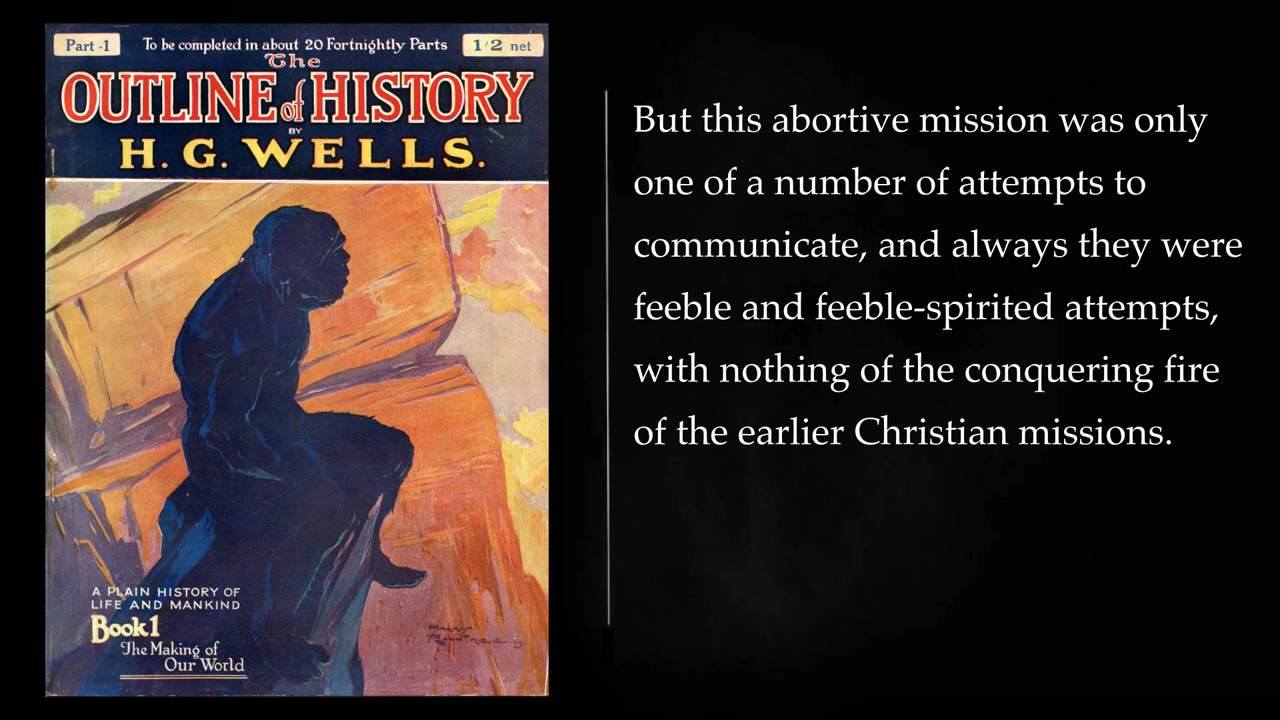 Part -1
To be completed in about 20 Fortnightly Parts
1/2 net
The
OUTLINE of HISTORY
BY
H. G. WELLS.
A PLAIN HISTORY OF
LIFE AND MANKIND
Book 1
The Making of
Our World
But this abortive mission was only
one of a number of attempts to
communicate, and always they were
feeble and feeble-spirited attempts,
with nothing of the conquering fire
of the earlier Christian missions.